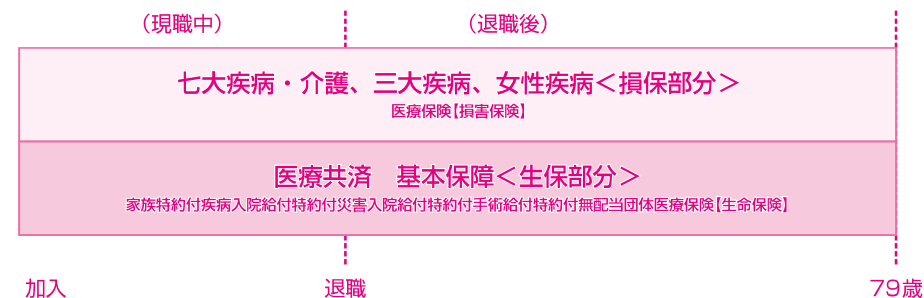 （現職中）
（退職後）
七大疾病・介護、三大疾病、女性疾病＜損保部分＞
医療保険【損害保険】
医療共済　基本保障＜生保部分＞
家族特約付疾病入院給付特約付災害入院給付特約付手術給付特約付無配当団体医療保険【生命保険】
加入
退職
79歳